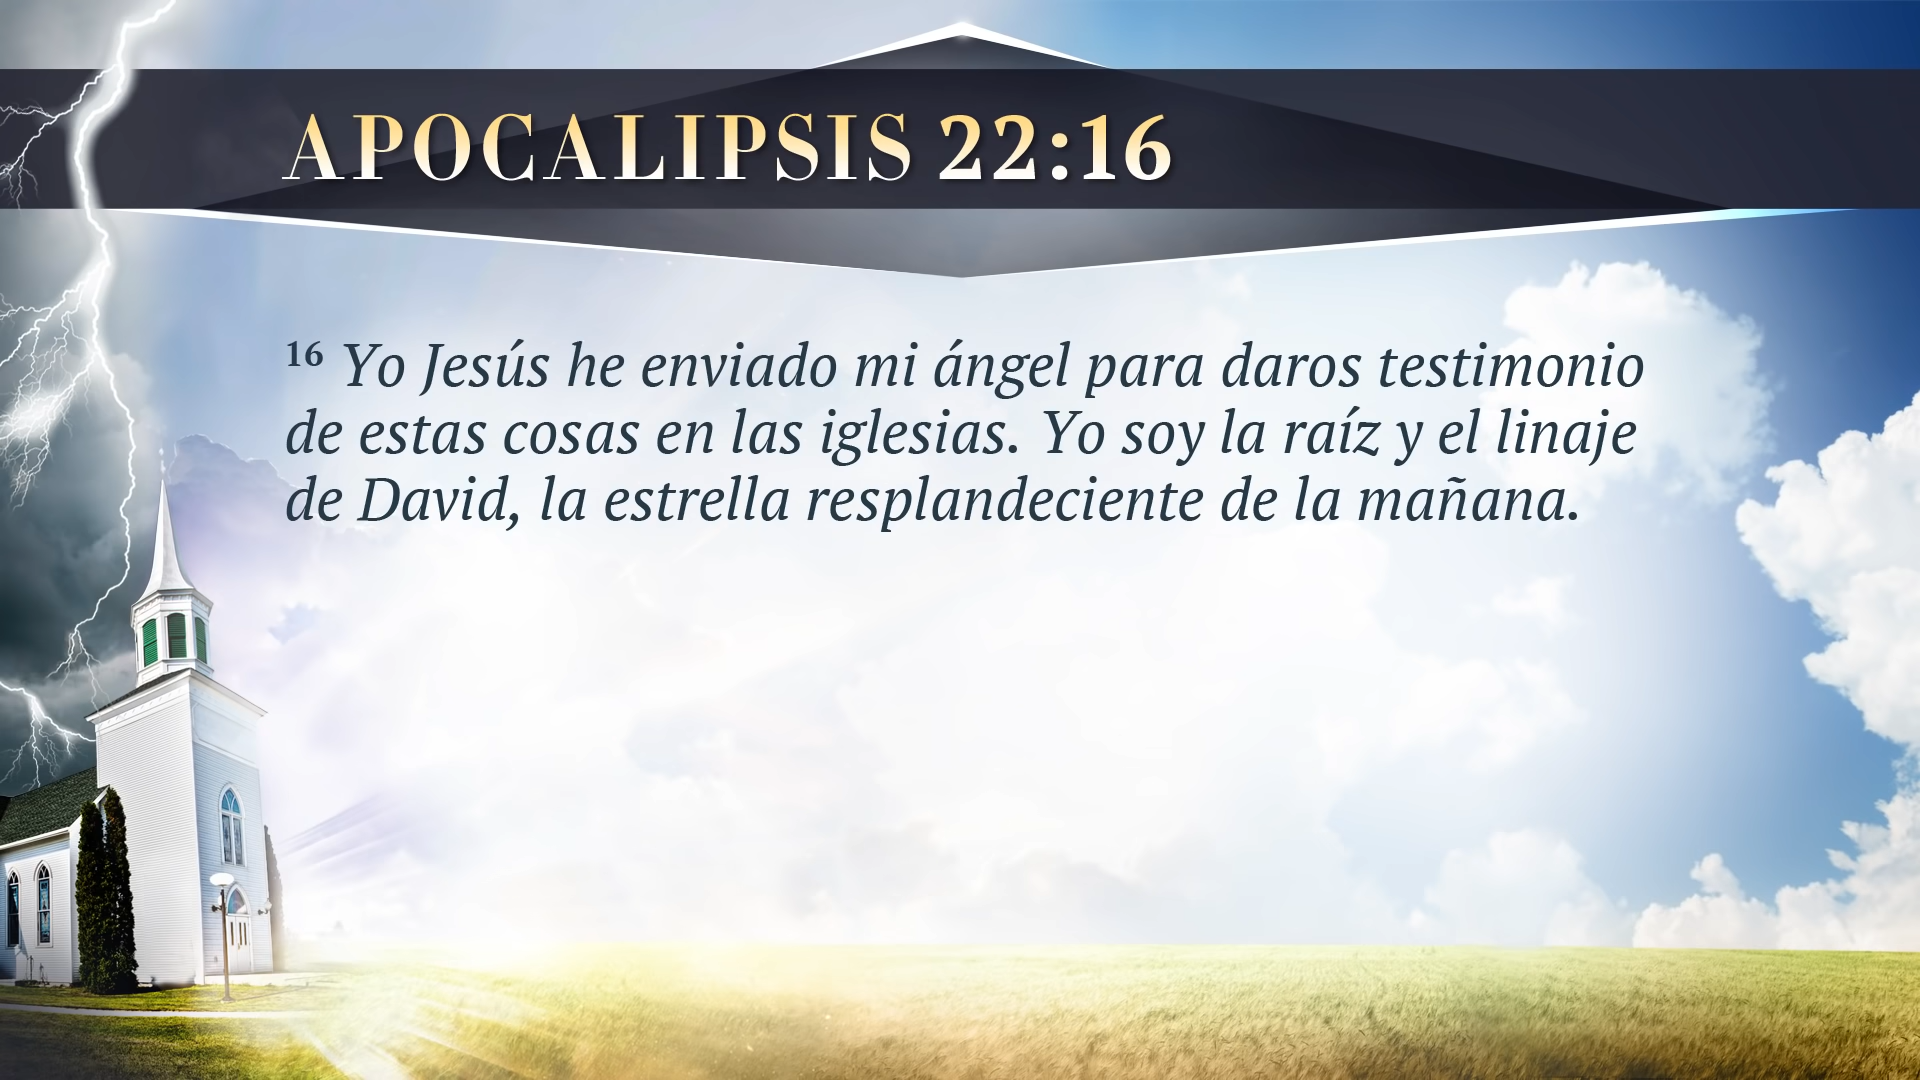 APOCALIPSIS 22:16
16 Yo Jesús he enviado mi ángel para daros testimonio
de estas cosas en las iglesias. Yo soy la raíz y el linaje
de David, la estrella resplandeciente de la mañana.